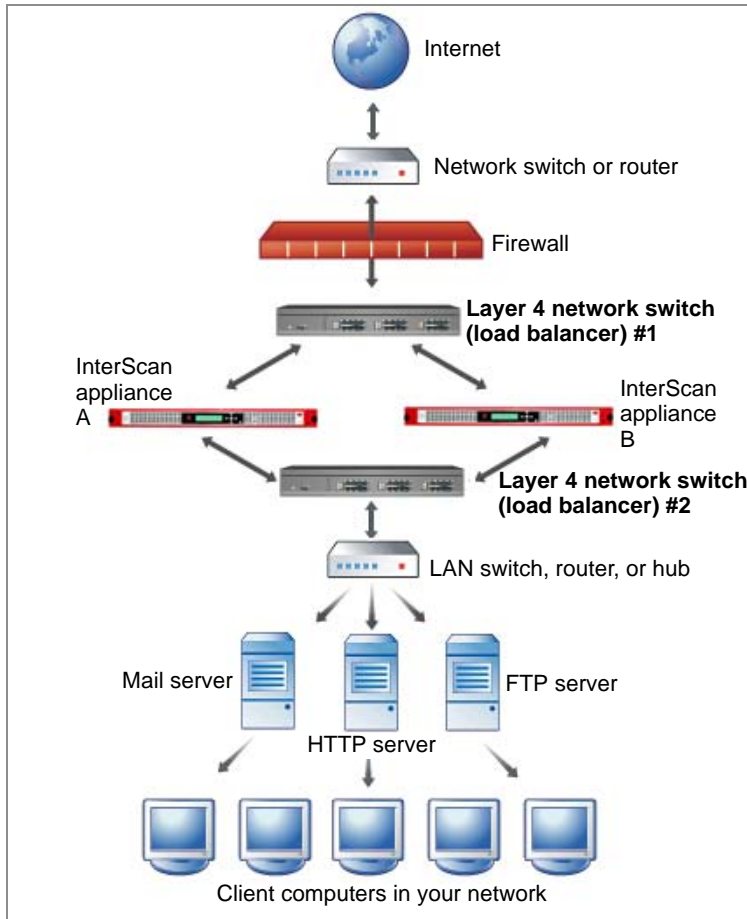 Internet
Network switch or router
Firewall
Layer 4 network switch
(load balancer) #1
InterScan
appliance
A
InterScan
appliance
B
Layer 4 network switch
(load balancer) #2
LAN switch, router, or hub
Mail server
FTP server
HTTP server
Client computers in your network